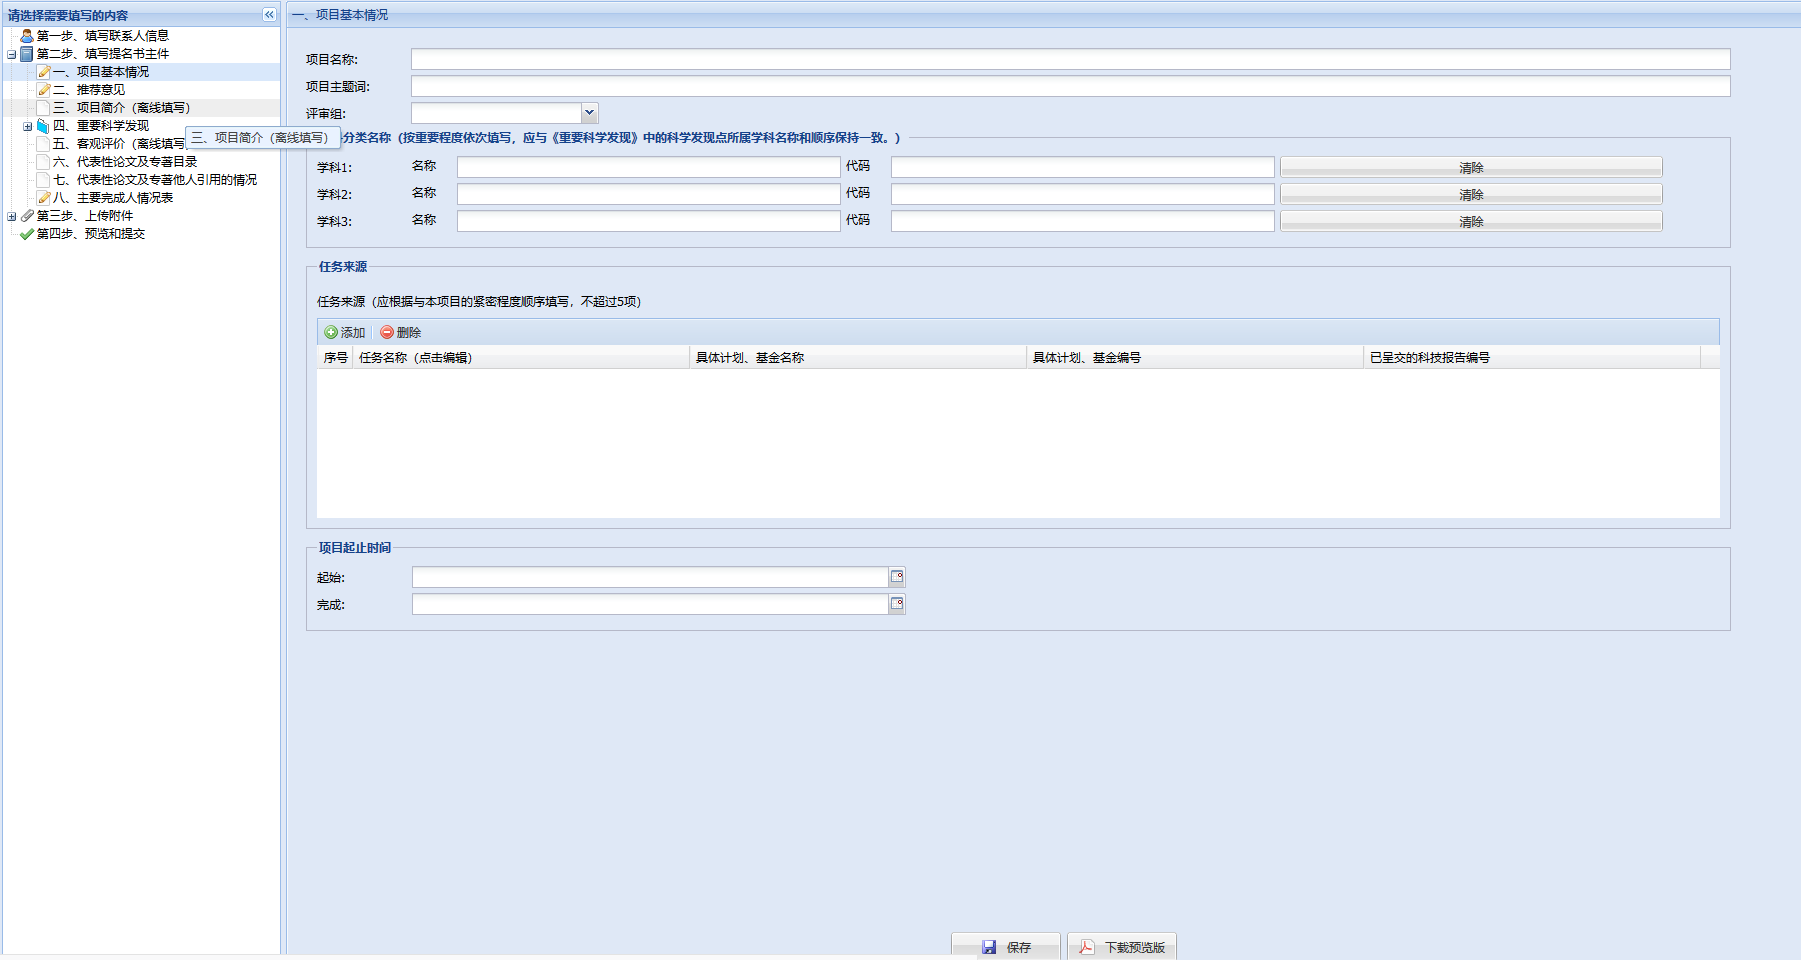 请选择需要填写的内容
第一步、填写联系人信息
第二步、填写提名书主件
一、项目基本情况
二、推荐意见
三、项目简介（离线填写）
四、重要科学发现
五、客观评价（离线填写
六、代表性论文及专著目录
七、代表性论文及专著他人引用的情况
八、主要完成人情况表
第三步、上传附件
第四步、预览和提交
三、项目简介（离线填写）
一、项目基本情况
项目名称:
项目主题词:
评审组:
分类名称（按重要程度依次填写，应与《重要科学发现》中的科学发现点所属学科名称和顺序保持一致。）
学科1: 名称 代码 清除
学科2: 名称 代码 清除
学科3: 名称 代码 清除
任务来源
任务来源（应根据与本项目的紧密程度顺序填写，不超过5项）
添加 删除
序号 任务名称（点击编辑） 具体计划、基金名称 具体计划、基金编号 已呈交的科技报告编号
项目起止时间
起始:
完成:
保存 下载预览版